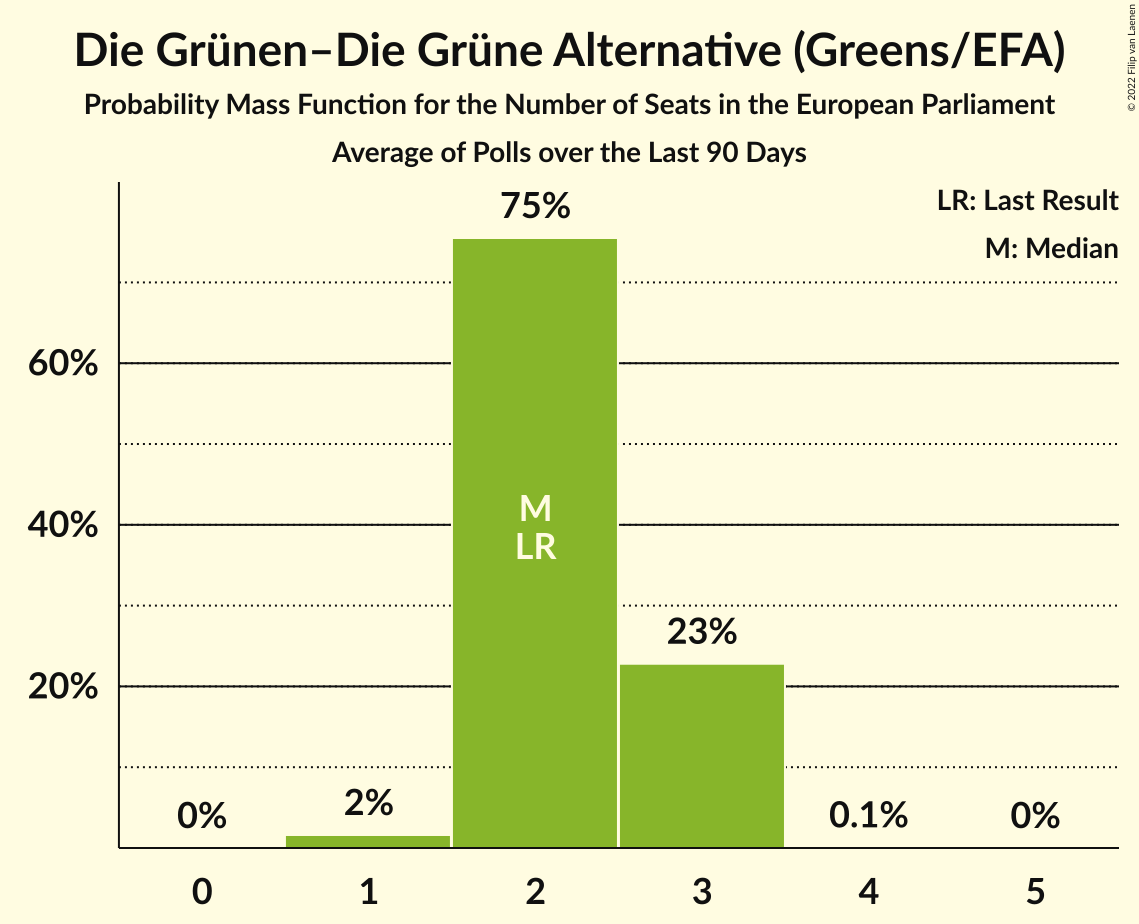 Die Grünen–Die Grüne Alternative (Greens/EFA)
Probability Mass Function for the Number of Seats in the European Parliament
Average of Polls over the Last 90 Days
© 2022 Filip van Laenen
LR: Last Result
M: Median
75%
60%
M
40%
LR
23%
20%
2%
0%
0.1%
0%
0 1 2 3 4 5